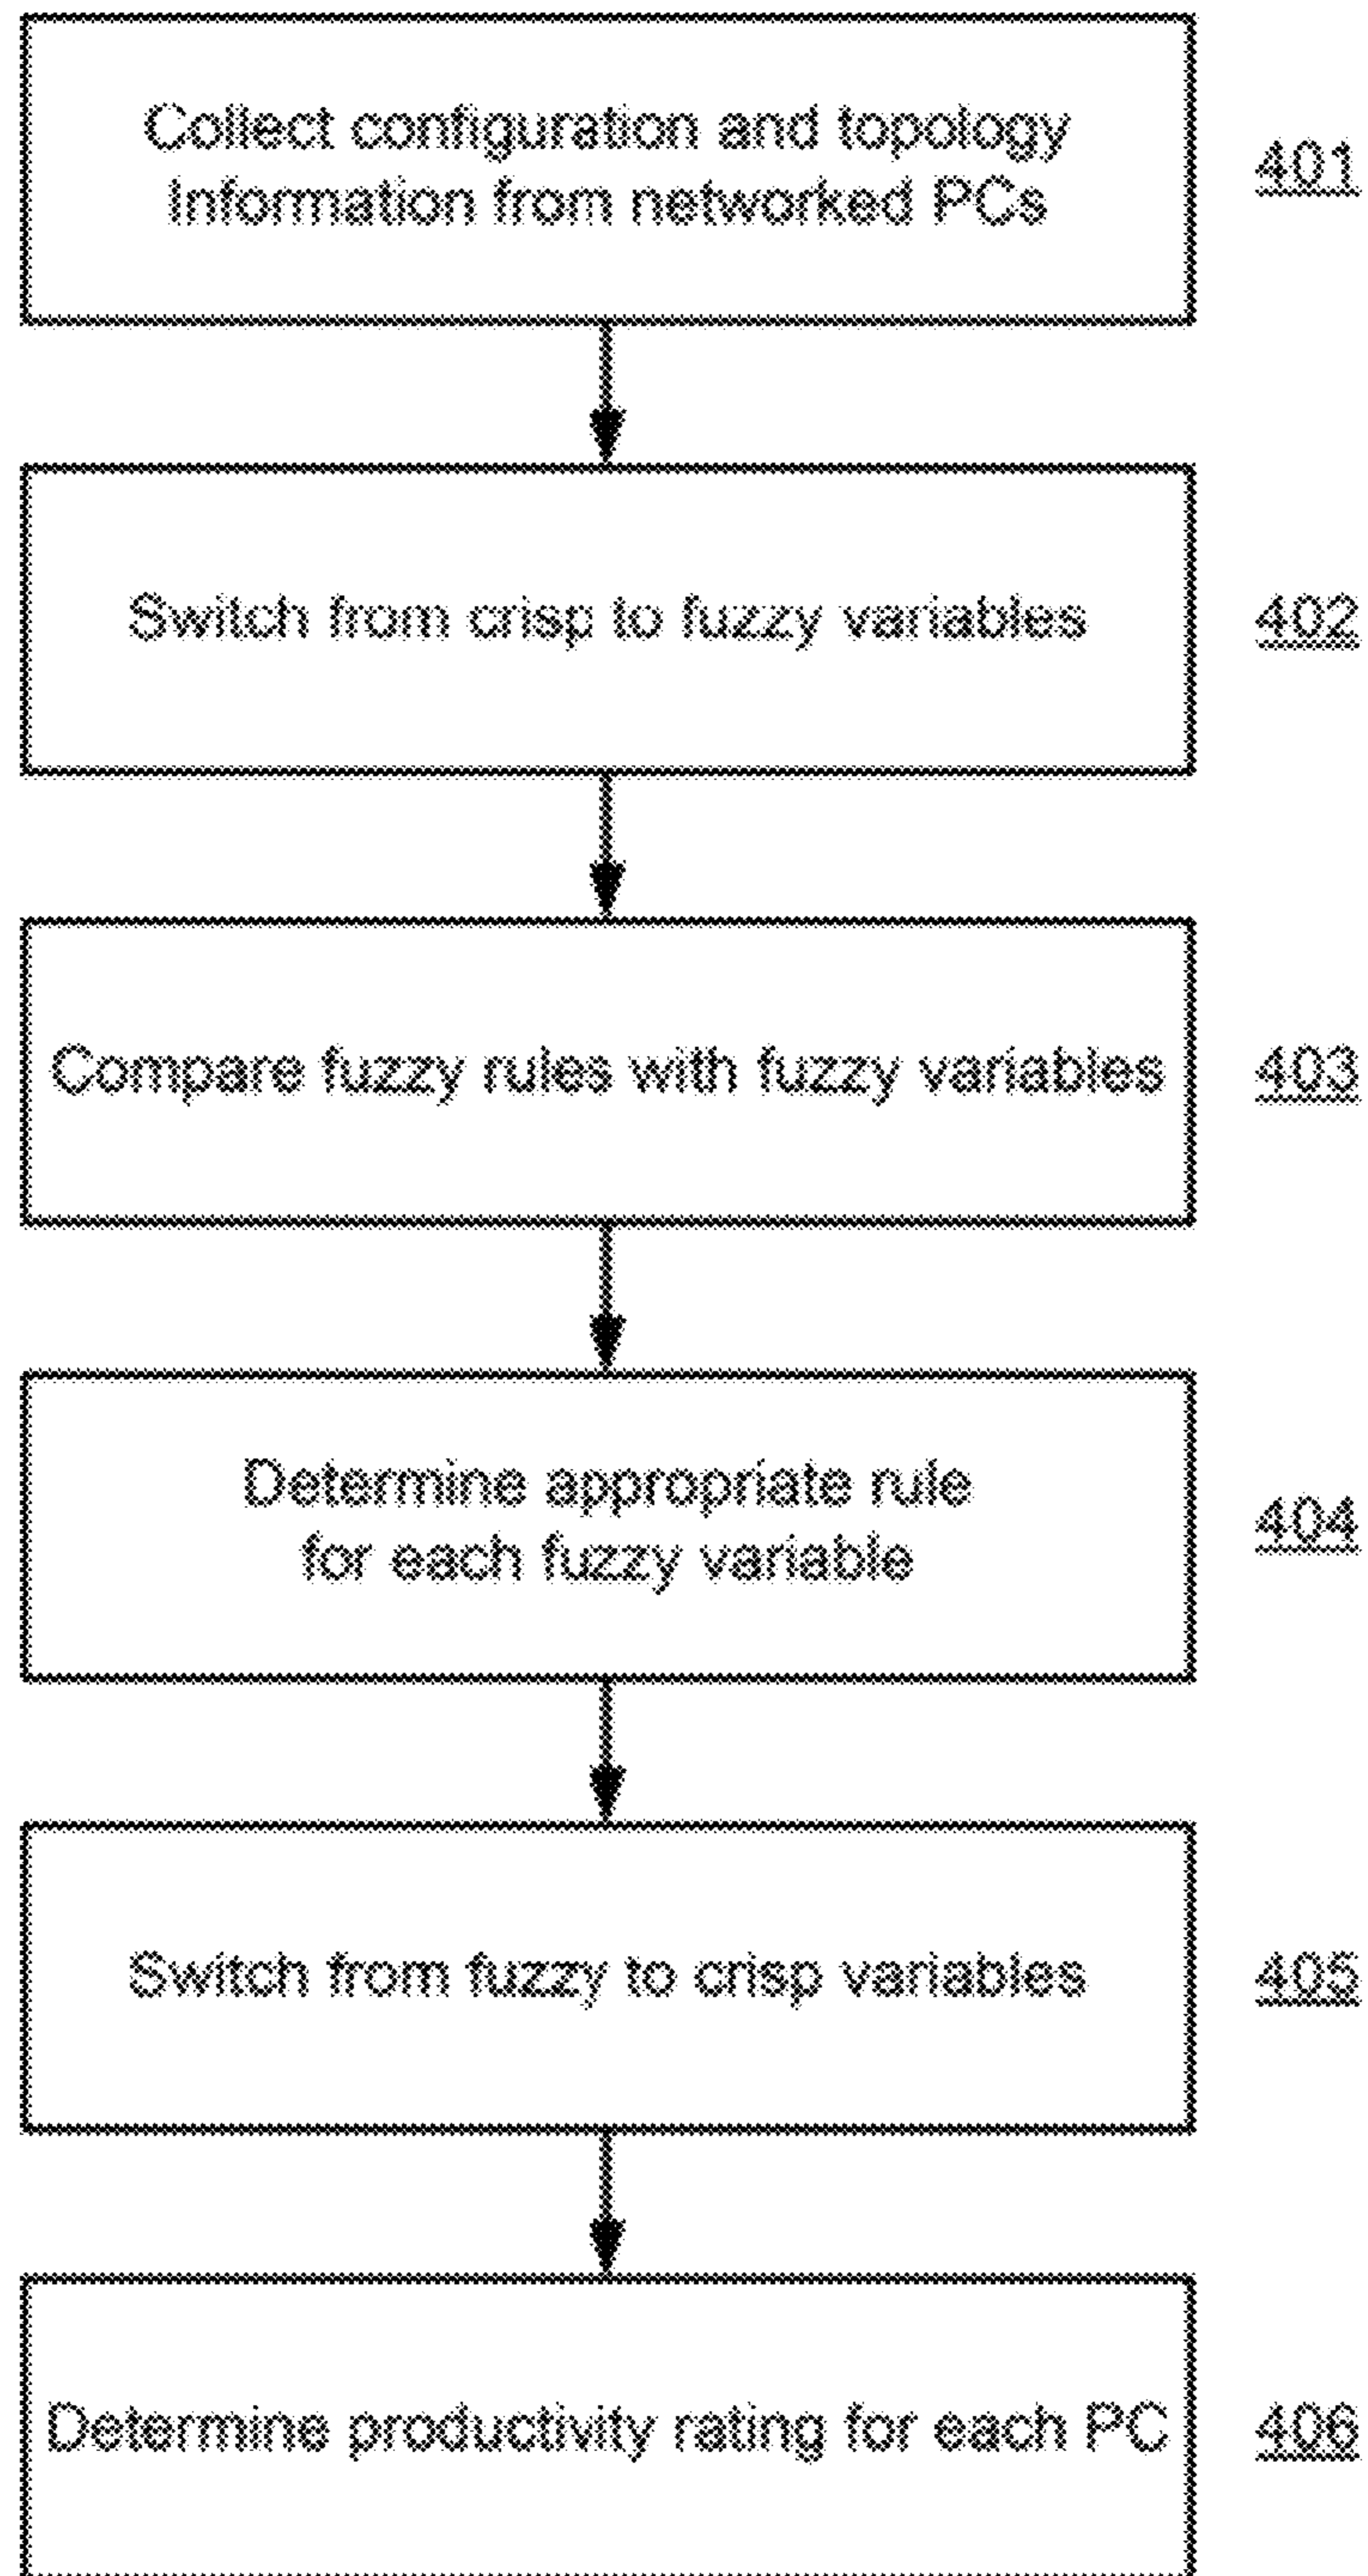 Collect configuration and topology
Information from networked PCs
401
Switch from crisp to fuzzy variables
402
Compare fuzzy rules with fuzzy variables
403
Determine appropriate rule
for each fuzzy variable
404
Switch from fuzzy to crisp variables
405
Determine productivity rating for each PC
406